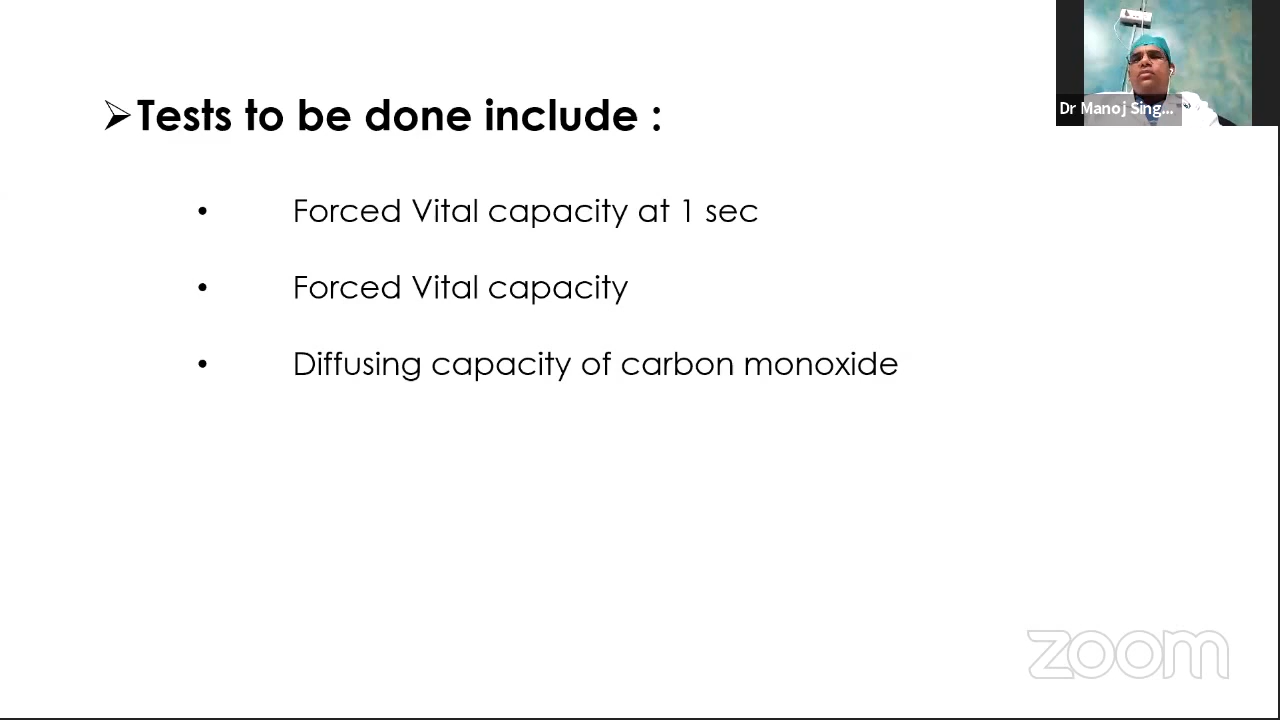 ➢Tests to be done include :
• Forced Vital capacity at 1 sec
• Forced Vital capacity
• Diffusing capacity of carbon monoxide
Dr Manoj Sing...
zoom